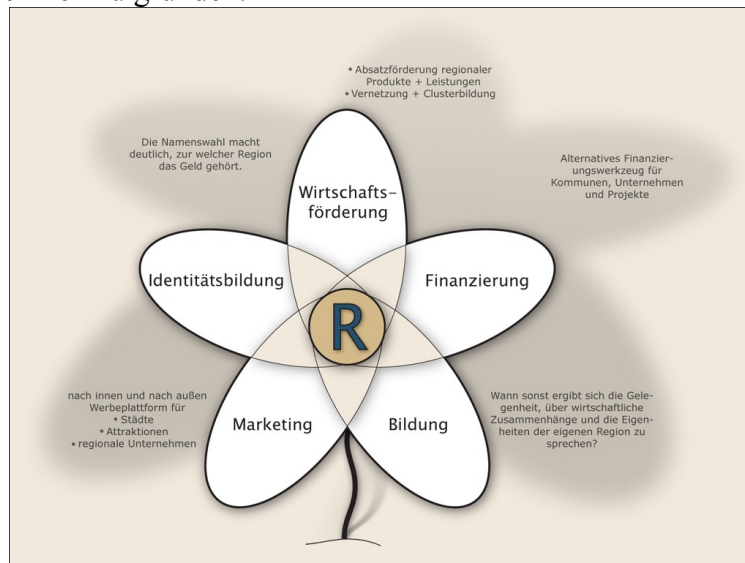 • Absatzförderung regionaler
Produkte + Leistungen
• Vernetzung + Clusterbildung
Die Namenswahl macht
deutlich, zur welcher Region
das Geld gehört.
Alternatives Finanzier-
ungswerkzeug für
Kommunen, Unternehmen
und Projekte
Wirtschafts-
förderung
Identitätsbildung
Finanzierung
R
nach innen und nach außen
Werbeplattform für
• Städte
• Attraktionen
• regionale Unternehmen
Marketing
Bildung
Wann sonst ergibt sich die Gele-
genheit, über wirtschaftliche
Zusammenhänge und die Eigen-
heiten der eigenen Region zu
sprechen?